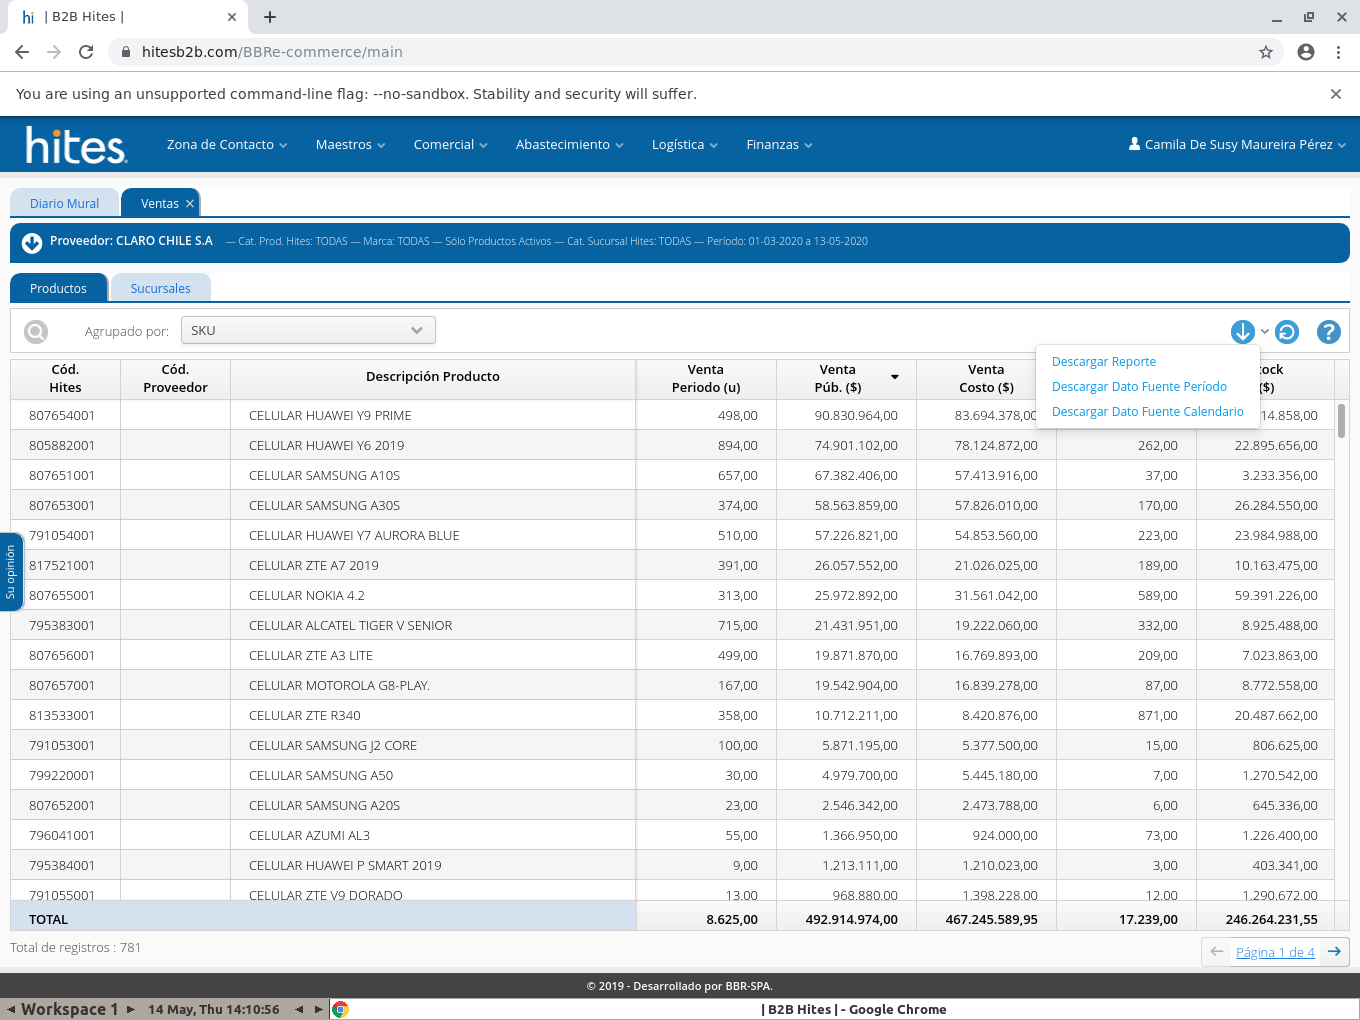 hi | B2B Hites |
hitesb2b.com/BBRe-commerce/main
You are using an unsupported command-line flag: --no-sandbox. Stability and security will suffer.
hites
Zona de Contacto Maestros Comercial Abastecimiento Logística Finanzas Camila De Susy Maureira Pérez
Diario Mural Ventas
Proveedor: CLARO CHILE S.A — Cat. Prod. Hites: TODAS — Marca: TODAS — Sólo Productos Activos — Cat. Sucursal Hites: TODAS — Período: 01-03-2020 a 13-05-2020
Productos Sucursales
Agrupado por: SKU
Descargar Reporte
Descargar Dato Fuente Período
Descargar Dato Fuente Calendario
Cód. Hites Cód. Proveedor Descripción Producto Venta Periodo (u) Venta Púb. ($) Venta Costo ($) ($)
807654001 CELULAR HUAWEI Y9 PRIME 498,00 90.830.964,00 83.694.378,00 14.858,00
805882001 CELULAR HUAWEI Y6 2019 894,00 74.901.102,00 78.124.872,00 262,00 22.895.656,00
807651001 CELULAR SAMSUNG A10S 657,00 67.382.406,00 57.413.916,00 37,00 3.233.356,00
807653001 CELULAR SAMSUNG A30S 374,00 58.563.859,00 57.826.010,00 170,00 26.284.550,00
791054001 CELULAR HUAWEI Y7 AURORA BLUE 510,00 57.226.821,00 54.853.560,00 223,00 23.984.988,00
817521001 CELULAR ZTE A7 2019 391,00 26.057.552,00 21.026.025,00 189,00 10.163.475,00
807655001 CELULAR NOKIA 4.2 313,00 25.972.892,00 31.561.042,00 589,00 59.391.226,00
795383001 CELULAR ALCATEL TIGER V SENIOR 715,00 21.431.951,00 19.222.060,00 332,00 8.925.488,00
807656001 CELULAR ZTE A3 LITE 499,00 19.871.870,00 16.769.893,00 209,00 7.023.863,00
807657001 CELULAR MOTOROLA G8-PLAY. 167,00 19.542.904,00 16.839.278,00 87,00 8.772.558,00
813533001 CELULAR ZTE R340 358,00 10.712.211,00 8.420.876,00 871,00 20.487.662,00
791053001 CELULAR SAMSUNG J2 CORE 100,00 5.871.195,00 5.377.500,00 15,00 806.625,00
799220001 CELULAR SAMSUNG A50 30,00 4.979.700,00 5.445.180,00 7,00 1.270.542,00
807652001 CELULAR SAMSUNG A20S 23,00 2.546.342,00 2.473.788,00 6,00 645.336,00
796041001 CELULAR AZUMI AL3 55,00 1.366.950,00 924.000,00 73,00 1.226.400,00
795384001 CELULAR HUAWEI P SMART 2019 9,00 1.213.111,00 1.210.023,00 3,00 403.341,00
791055001 CELULAR ZTE V9 DORADO 13,00 968.880,00 1.398.228,00 12,00 1.290.672,00
TOTAL 8.625,00 492.914.974,00 467.245.589,95 17.239,00 246.264.231,55
Su opinión
Total de registros : 781
Página 1 de 4
© 2019 - Desarrollado por BBR-SPA.
Workspace 1 14 May, Thu 14:10:56 | B2B Hites | - Google Chrome